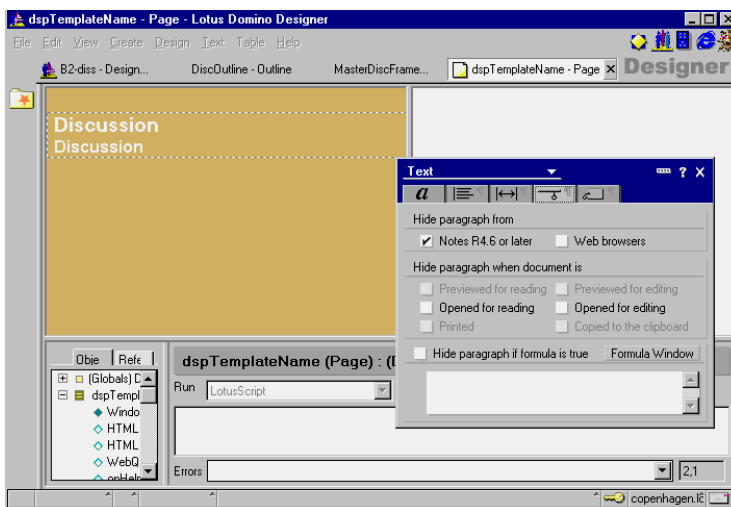 dspTemplateName - Page - Lotus Domino Designer
File Edit View Create Design Text Table Help
B2-diss - Design... DiscOutline - Outline MasterDiscFrame... dspTemplateName - Page Designer
Discussion
Discussion
Text
a
Hide paragraph from
Notes R4.6 or later Web browsers
Hide paragraph when document is
Previewed for reading Previewed for editing
Opened for reading Opened for editing
Printed Copied to the clipboard
Hide paragraph if formula is true Formula Window
Obje Refe
dspTemplateName (Page) : (
(Globals) D
dspTempl
Run LotusScript
Windo
HTML
HTML
WebQ
onHelp
Errors 2,1
copenhagen.